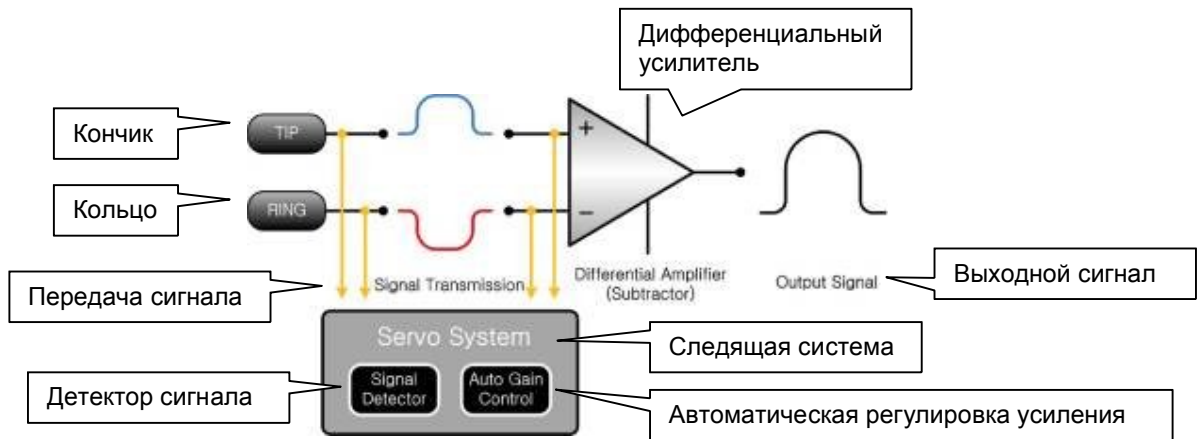 Дифференциальный
усилитель
Кончик
TIP
+
Кольцо
RING
−
Передача сигнала
Signal Transmission
Differential Amplifier
(Subtractor)
Output Signal
Выходной сигнал
Servo System
Следящая система
Детектор сигнала
Signal
Detector
Auto Gain
Control
Автоматическая регулировка усиления